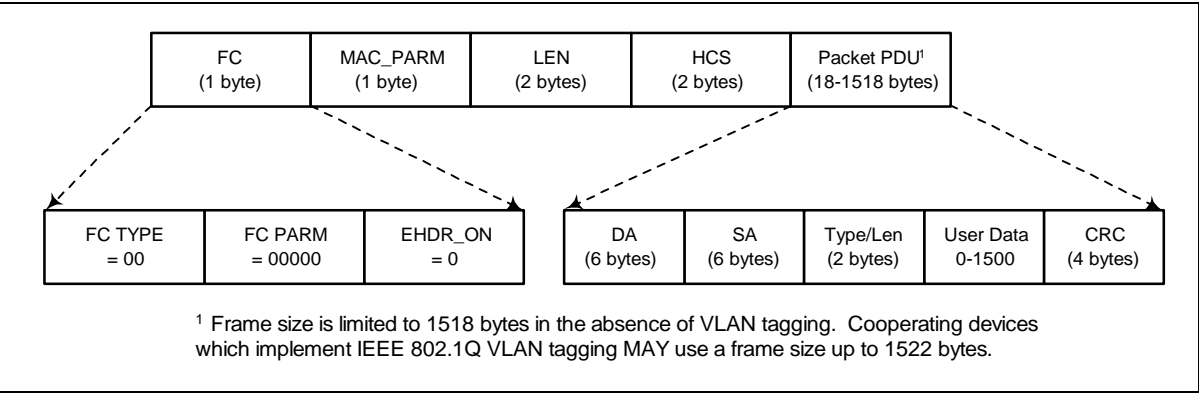 FC MAC_PARM LEN HCS Packet PDU¹
(1 byte) (1 byte) (2 bytes) (2 bytes) (18-1518 bytes)
FC TYPE FC PARM EHDR_ON DA SA Type/Len User Data CRC
= 00 = 00000 = 0 (6 bytes) (6 bytes) (2 bytes) 0-1500 (4 bytes)
¹ Frame size is limited to 1518 bytes in the absence of VLAN tagging. Cooperating devices
which implement IEEE 802.1Q VLAN tagging MAY use a frame size up to 1522 bytes.